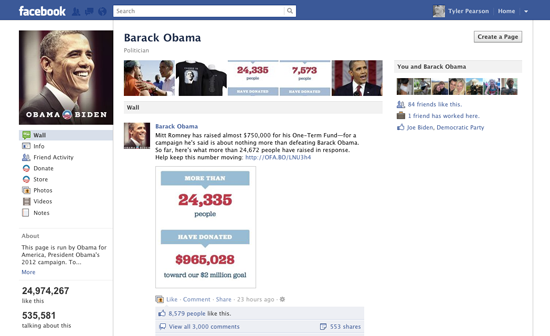 facebook
Search
Tyler Pearson
Home
Barack Obama
Politician
Create a Page
OBAMA BIDEN
24,335
people
HAVE DONATED
7,573
people
HAVE DONATED
You and Barack Obama
84 friends like this.
1 friend has worked here.
Joe Biden, Democratic Party
Wall
Info
Friend Activity
Donate
Store
Photos
Videos
Notes
About
This page is run by Obama for
America, President Obama's
2012 campaign. To...
More
24,974,267
like this
535,581
talking about this
Wall
Barack Obama
Mitt Romney has raised almost $750,000 for his One-Term Fund—for a
campaign he's said is about nothing more than defeating Barack Obama.
So far, here's what more than 24,672 people have raised in response.
Help keep this number moving: http://OFA.BO/LNU3h4
MORE THAN
24,335
people
HAVE DONATED
$965,028
toward our $2 million goal
Like · Comment · Share · 23 hours ago ·
8,579 people like this.
View all 3,000 comments
553 shares